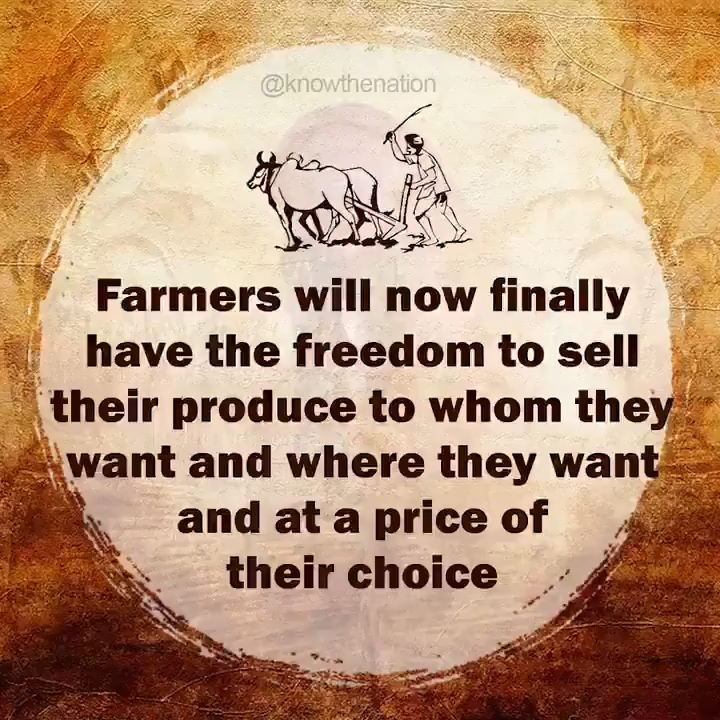 @knowthenation
Farmers will now finally
have the freedom to sell
their produce to whom they
want and where they want
and at a price of
their choice